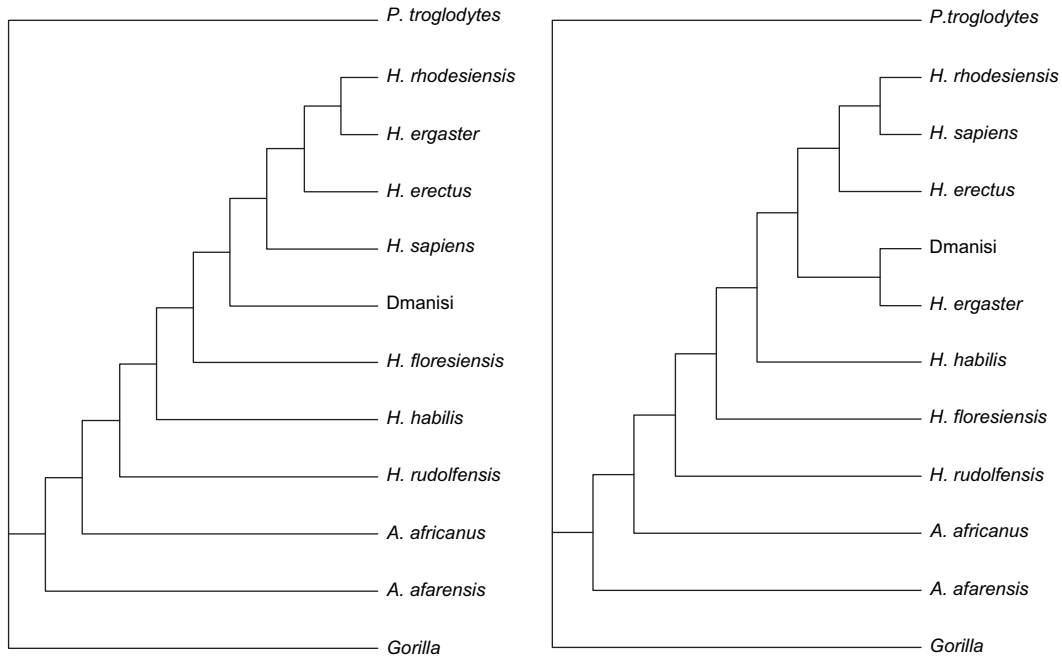 P. troglodytes
H. rhodesiensis
H. ergaster
H. erectus
H. sapiens
Dmanisi
H. floresiensis
H. habilis
H. rudolfensis
A. africanus
A. afarensis
Gorilla
P.troglodytes
H. rhodesiensis
H. sapiens
H. erectus
Dmanisi
H. ergaster
H. habilis
H. floresiensis
H. rudolfensis
A. africanus
A. afarensis
Gorilla